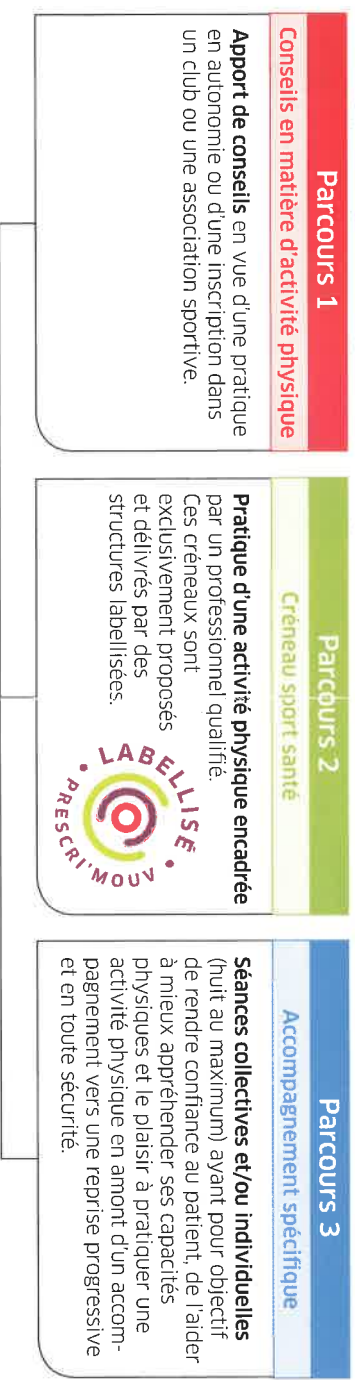 Parcours 1
Conseils en matière d'activité physique
Apport de conseils en vue d'une pratique
en autonomie ou d'une inscription dans
un club ou une association sportive.
Parcours 2
Créneau sport santé
Pratique d'une activité physique encadrée
par un professionnel qualifié.
Ces créneaux sont
exclusivement proposés
et délivrés par des
structures labellisées.
• LABELLISÉ •
PRESCRI'MOUV
Parcours 3
Accompagnement spécifique
Séances collectives et/ou individuelles
(huit au maximum) ayant pour objectif
de rendre confiance au patient, de l'aider
à mieux appréhender ses capacités
physiques et le plaisir à pratiquer une
activité physique en amont d'un accom-
pagnement vers une reprise progressive
et en toute sécurité.